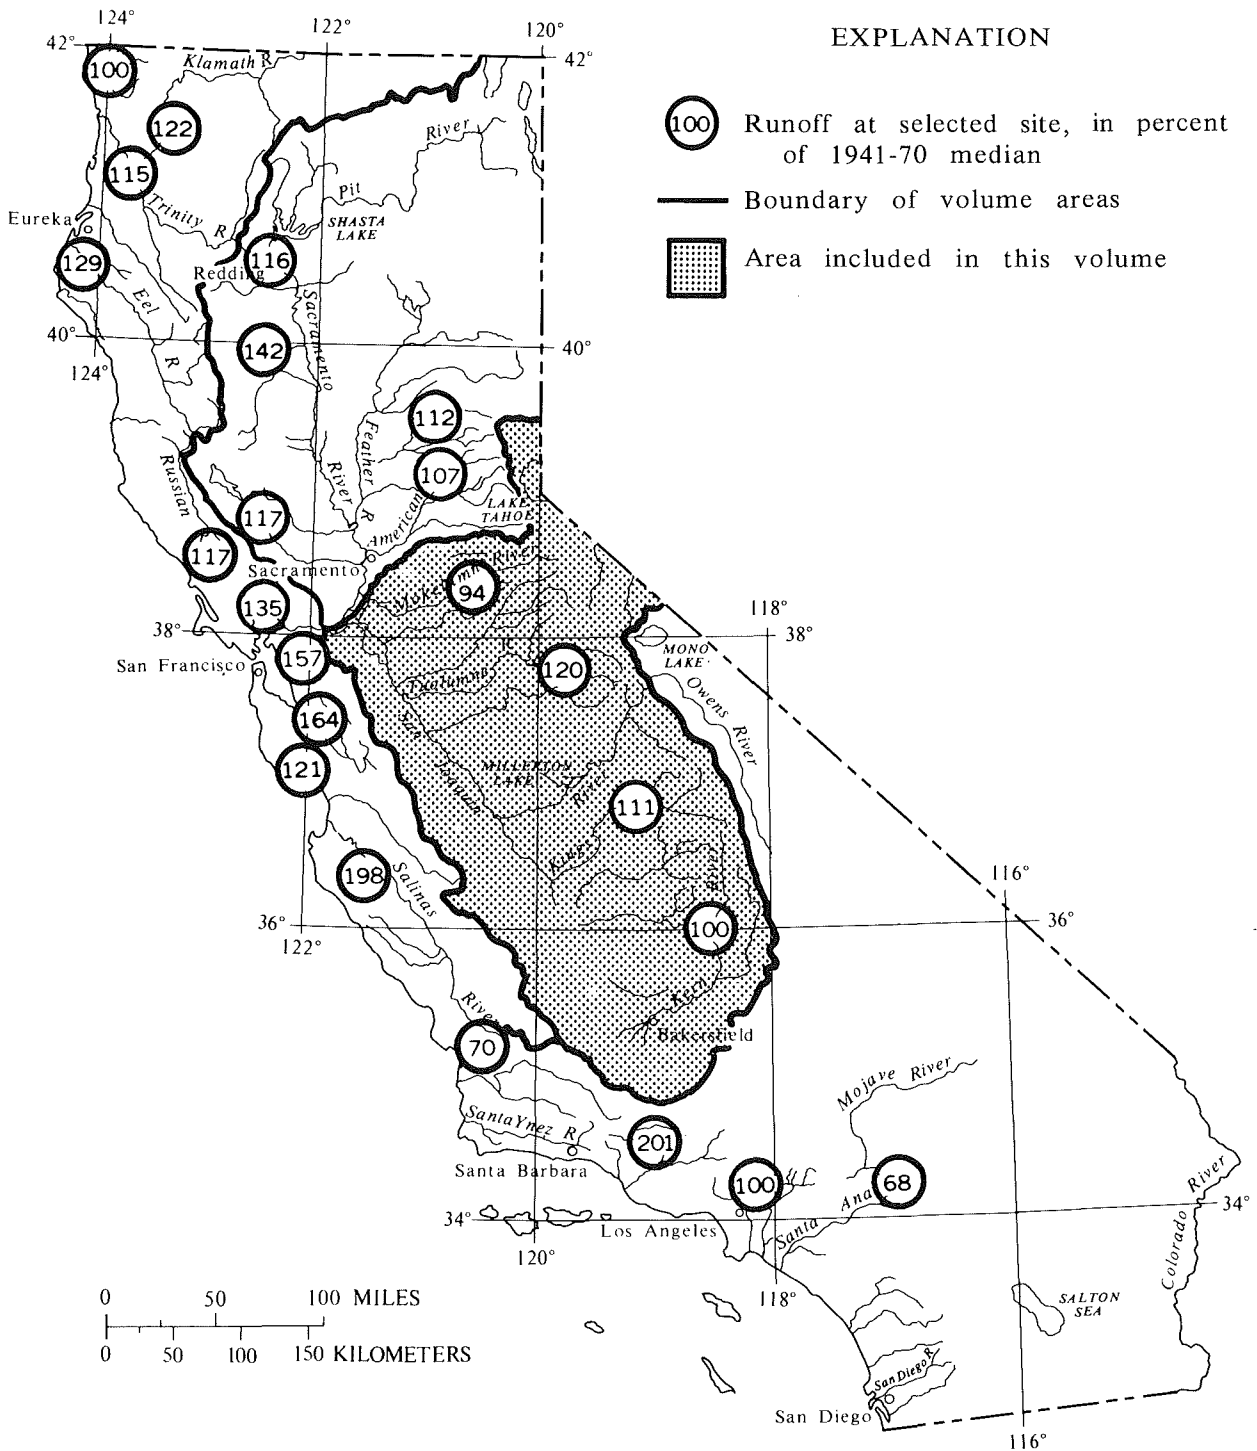 EXPLANATION
100 Runoff at selected site, in percent
of 1941-70 median
Boundary of volume areas
Area included in this volume
124°
122°
120°
42°
42°
100
Klamath R
122
River
115
Pit
Trinity R
SHASTA
LAKE
Eureka
129
116
Redding
Eel
R
Sacramento
River
40°
40°
142
124°
112
Feather
R
107
Russian
American
LAKE
TAHOE
117
117
Sacramento
Mokelumne River
94
135
118°
38°
38°
MONO
LAKE
San Francisco
157
120
Tuolumne
R
Owens River
164
San
Joaquin
River
121
MILLERTON
LAKE
111
Kings
River
198
Salinas
River
116°
36°
36°
122°
100
Kern
River
Bakersfield
70
Mojave River
Santa Ynez R
201
Santa Barbara
100
68
Santa Ana
34°
34°
Los Angeles
120°
118°
Colorado River
SALTON
SEA
0 50 100 MILES
0 50 100 150 KILOMETERS
San Diego R
San Diego
116°